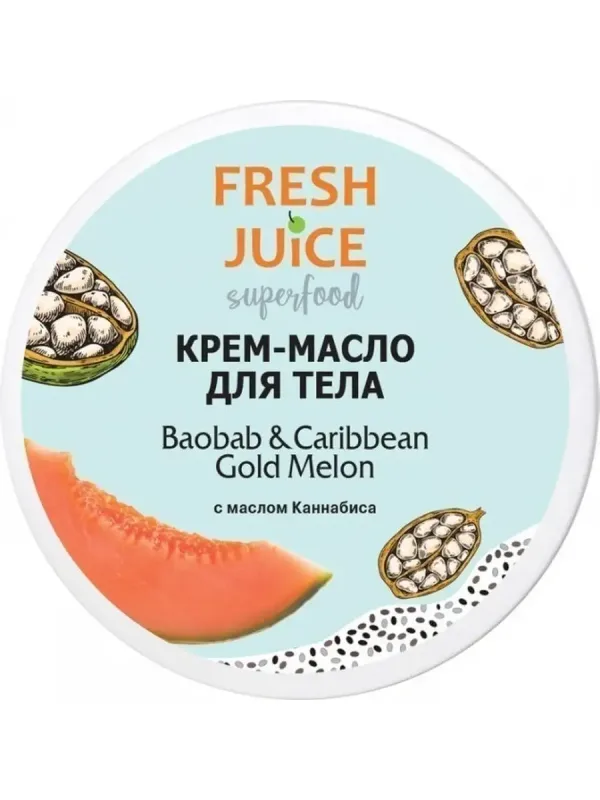 FRESH
JUiCE
superfood
КРЕМ-МАСЛО
ДЛЯ ТЕЛА
Baobab & Caribbean
Gold Melon
с маслом Каннабиса